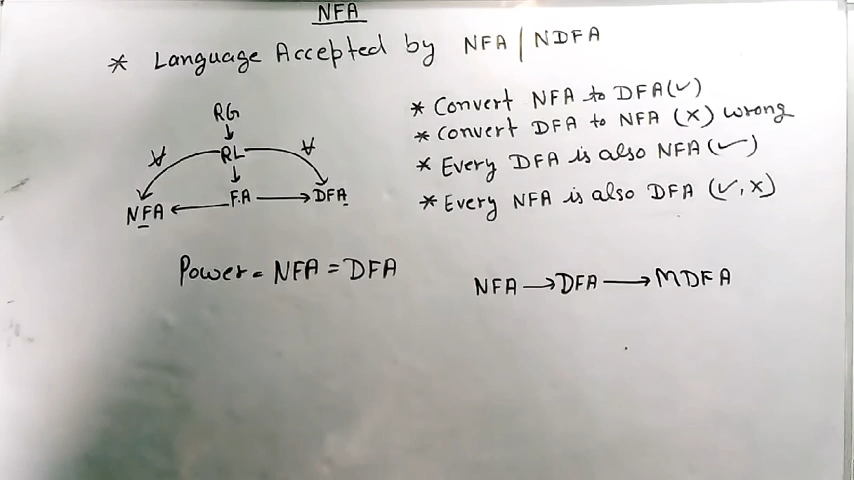 NFA
* Language Accepted by NFA | NDFA
RG
RL
∀ ∀
NFA F.A DFA
* Convert NFA to DFA (✓)
* Convert DFA to NFA (X) wrong
* Every DFA is also NFA (✓)
* Every NFA is also DFA (✓, X)
Power = NFA = DFA
NFA → DFA → MDFA